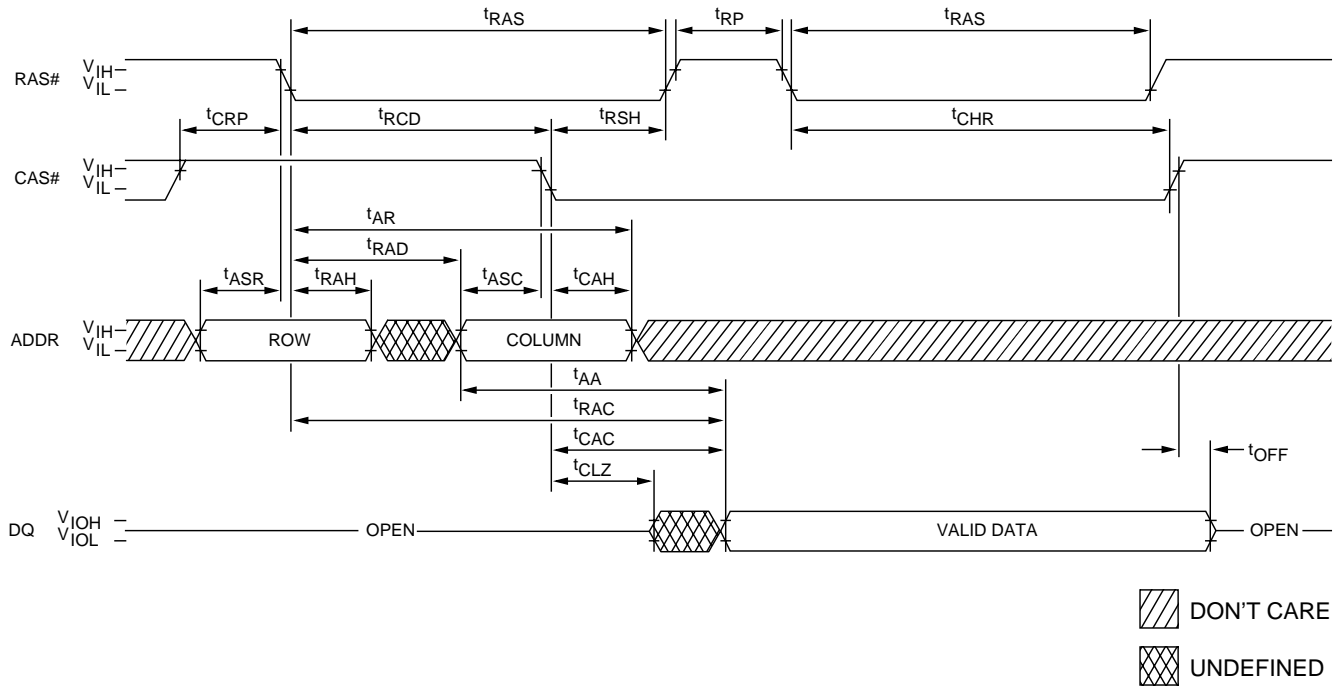 tRAS tRP tRAS
RAS# VIH VIL
tCRP tRCD tRSH tCHR
CAS# VIH VIL
tAR
tRAD
tASR tRAH tASC tCAH
ADDR VIH VIL ROW COLUMN
tAA
tRAC
tCAC
tCLZ tOFF
DQ VIOH VIOL OPEN VALID DATA OPEN
DON'T CARE
UNDEFINED